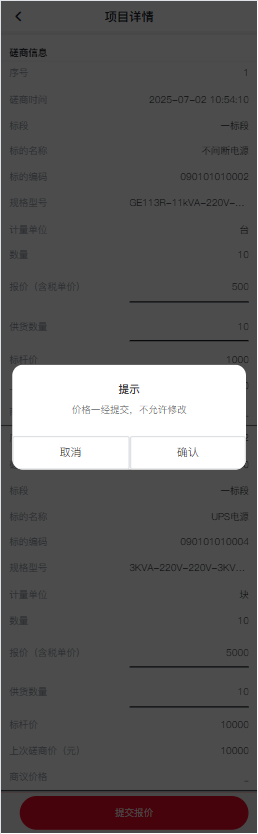 项目详情
磋商信息
序号 1
磋商时间 2025-07-02 10:54:10
标段 一标段
标的名称 不间断电源
标的编码 090101010002
规格型号 GE113R-11kVA-220V-...
计量单位 台
数量 10
报价（含税单价） 500
供货数量 10
标杆价 1000
提示
价格一经提交，不允许修改
取消 确认
标段 一标段
标的名称 UPS电源
标的编码 090101010004
规格型号 3KVA-220V-220V-3KV...
计量单位 块
数量 10
报价（含税单价） 5000
供货数量 10
标杆价 10000
上次磋商价（元） 10000
商议价格 --
提交报价